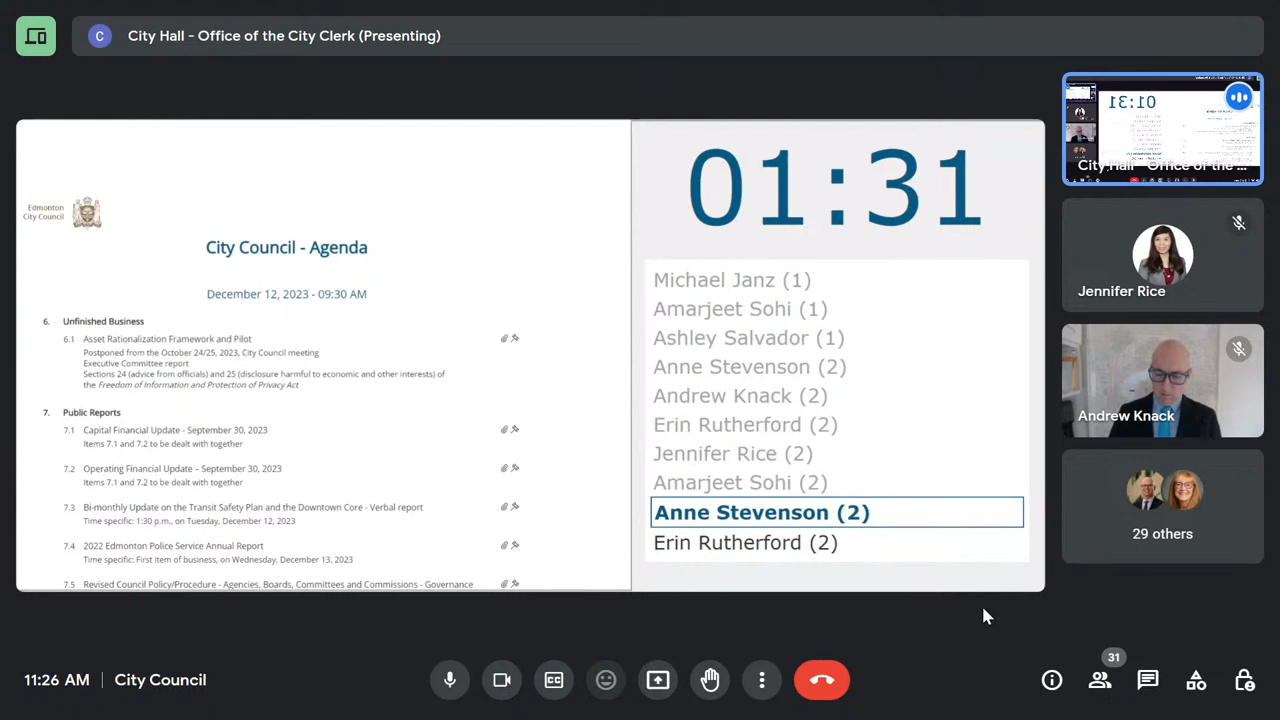 C
City Hall - Office of the City Clerk (Presenting)
Edmonton
City Council
City Council - Agenda
December 12, 2023 - 09:30 AM
6. Unfinished Business
6.1 Asset Rationalization Framework and Pilot
Postponed from the October 24/25, 2023, City Council meeting
Executive Committee report
Sections 24 (advice from officials) and 25 (disclosure harmful to economic and other interests) of
the Freedom of Information and Protection of Privacy Act
7. Public Reports
7.1 Capital Financial Update - September 30, 2023
Items 7.1 and 7.2 to be dealt with together
7.2 Operating Financial Update – September 30, 2023
Items 7.1 and 7.2 to be dealt with together
7.3 Bi-monthly Update on the Transit Safety Plan and the Downtown Core - Verbal report
Time specific: 1:30 p.m., on Tuesday, December 12, 2023
7.4 2022 Edmonton Police Service Annual Report
Time specific: First item of business, on Wednesday, December 13, 2023
7.5 Revised Council Policy/Procedure - Agencies, Boards, Committees and Commissions - Governance
01:31
Michael Janz (1)
Amarjeet Sohi (1)
Ashley Salvador (1)
Anne Stevenson (2)
Andrew Knack (2)
Erin Rutherford (2)
Jennifer Rice (2)
Amarjeet Sohi (2)
Anne Stevenson (2)
Erin Rutherford (2)
01:31
City Hall - Office of the ...
Jennifer Rice
Andrew Knack
29 others
11:26 AM | City Council
CC
31